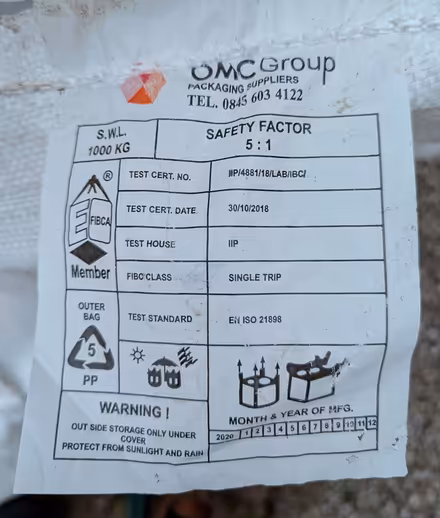 OMC Group
PACKAGING SUPPLIERS
TEL. 0845 603 4122
S.W.L.
1000 KG
SAFETY FACTOR
5 : 1
®
EFIBCA
Member
TEST CERT. NO.
IIP/4881/18/LAB/IBC/
TEST CERT. DATE
30/10/2018
TEST HOUSE
IIP
FIBC CLASS
SINGLE TRIP
OUTER
BAG
5
PP
TEST STANDARD
EN ISO 21898
WARNING !
OUT SIDE STORAGE ONLY UNDER
COVER
PROTECT FROM SUNLIGHT AND RAIN
MONTH & YEAR OF MFG.
2020 1 2 3 4 5 6 7 8 9 10 11 12